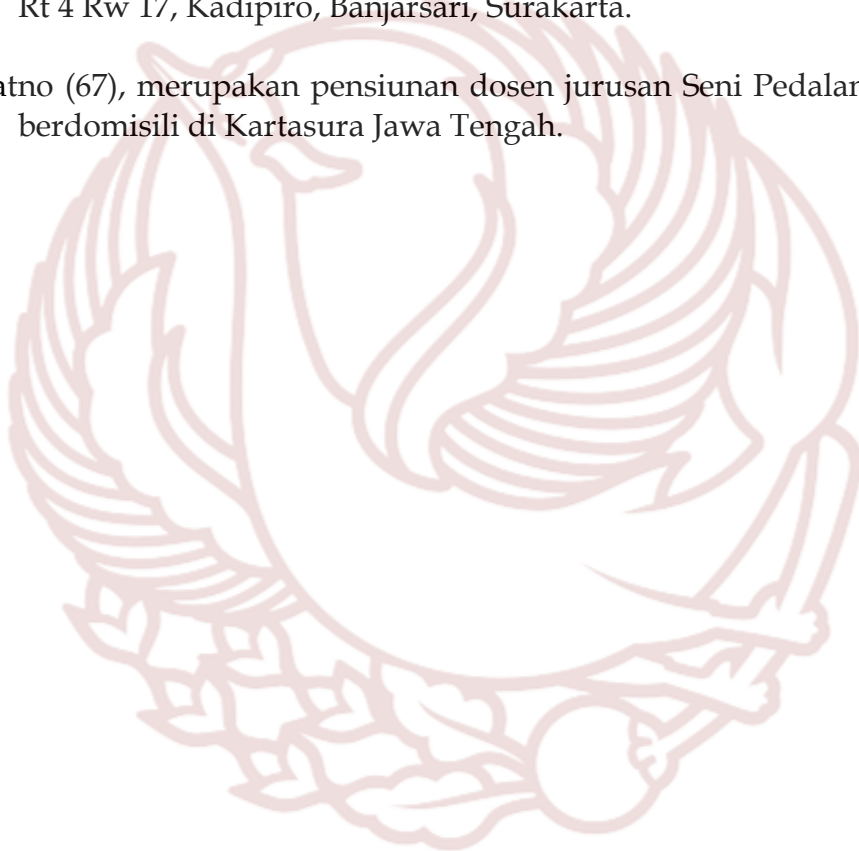 Rt 4 Rw 17, Kadipiro, Banjarsari, Surakarta.
atno (67), merupakan pensiunan dosen jurusan Seni Pedalan
berdomisili di Kartasura Jawa Tengah.